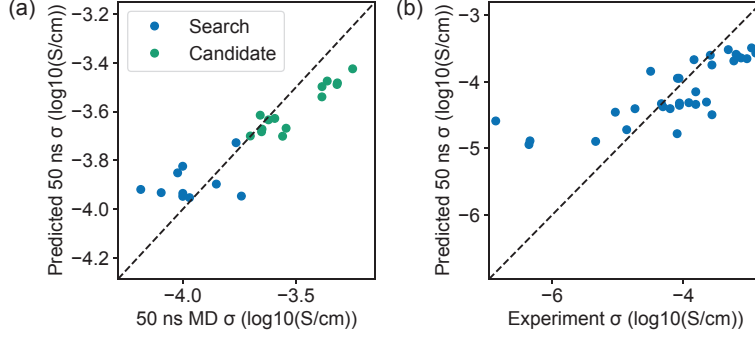 (a)
Predicted 50 ns σ (log10(S/cm))
−3.2
−3.4
−3.6
−3.8
−4.0
−4.2
Search
Candidate
−4.0
−3.5
50 ns MD σ (log10(S/cm))
(b)
Predicted 50 ns σ (log10(S/cm))
−3
−4
−5
−6
−6
−4
Experiment σ (log10(S/cm))